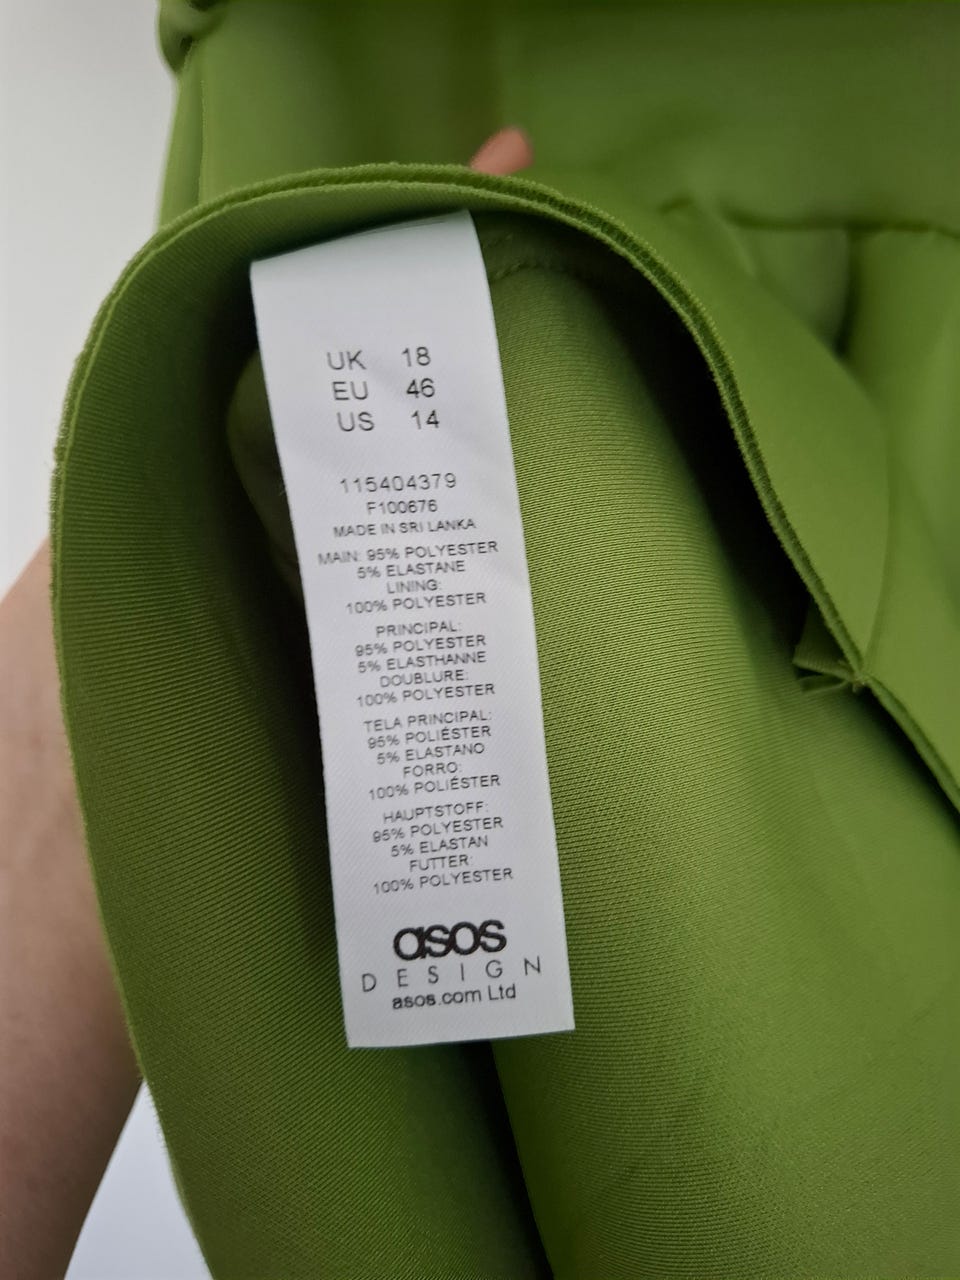 UK 18
EU 46
US 14
115404379
F100676
MADE IN SRI LANKA
MAIN: 95% POLYESTER
5% ELASTANE
LINING:
100% POLYESTER
PRINCIPAL:
95% POLYESTER
5% ELASTHANNE
DOUBLURE:
100% POLYESTER
TELA PRINCIPAL:
95% POLIÉSTER
5% ELASTANO
FORRO:
100% POLIÉSTER
HAUPTSTOFF:
95% POLYESTER
5% ELASTAN
FUTTER:
100% POLYESTER
asos
DESIGN
asos.com Ltd